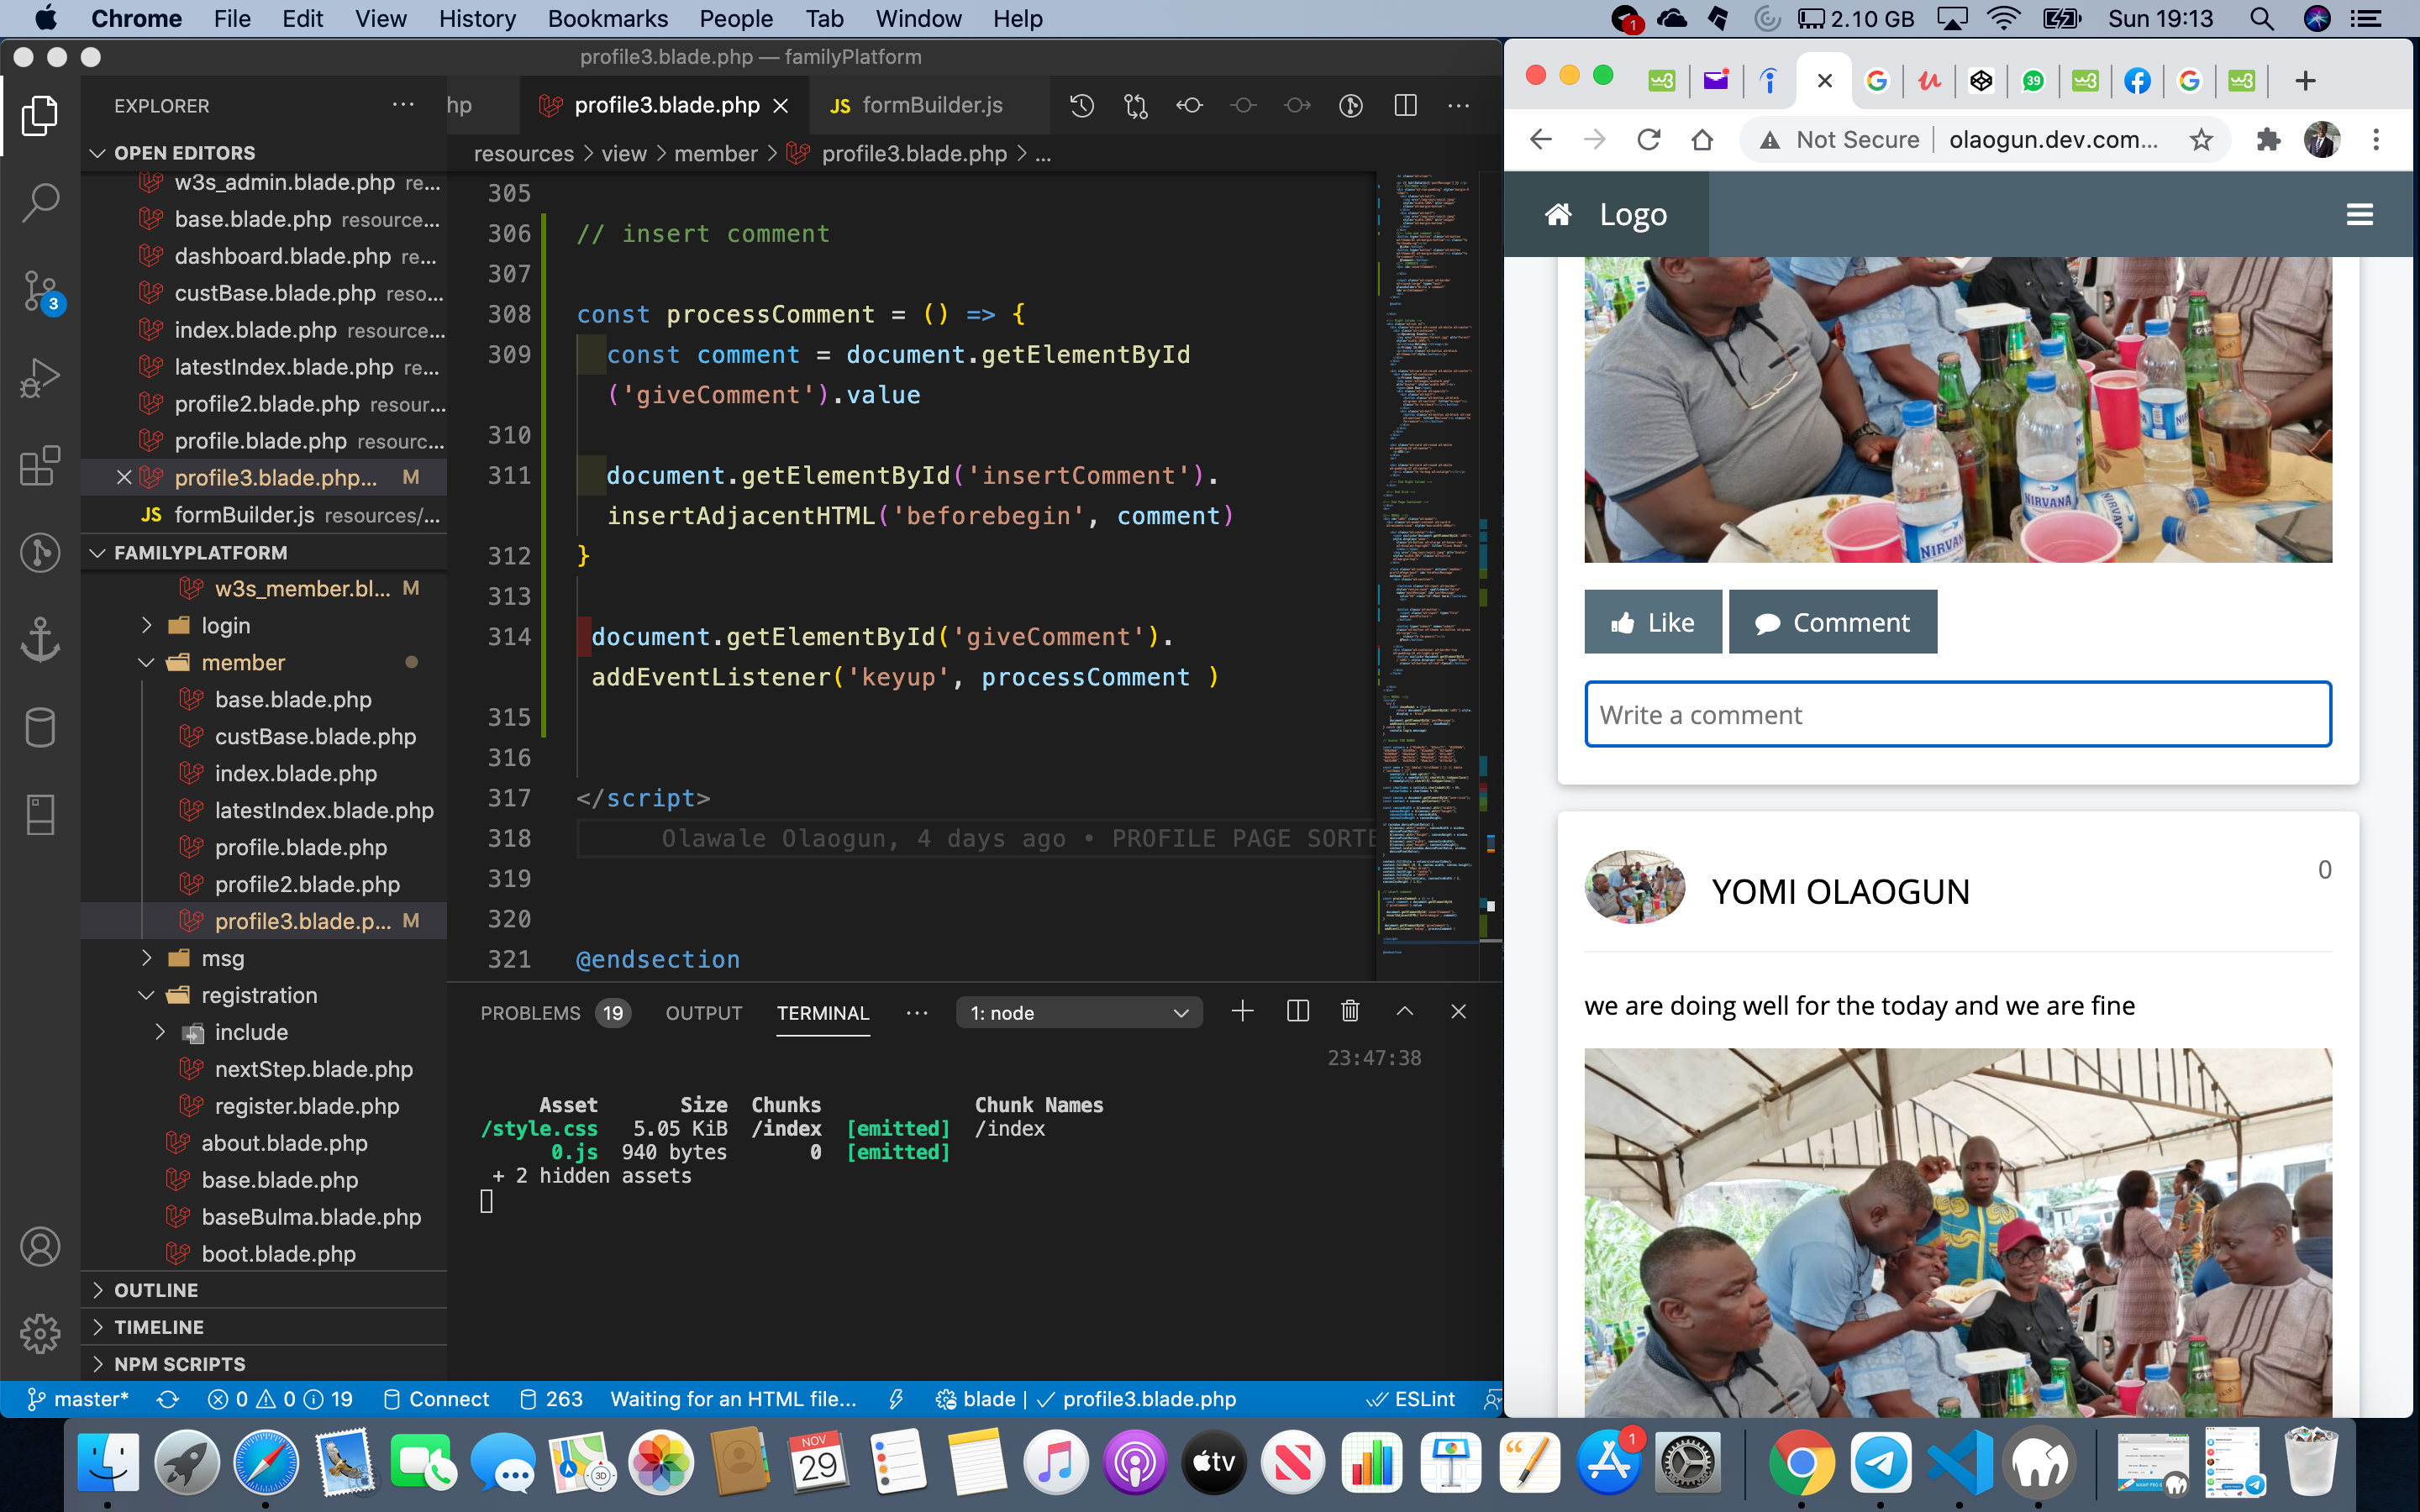 Chrome File Edit View History Bookmarks People Tab Window Help
1 2.10 GB Sun 19:13
profile3.blade.php — familyPlatform
EXPLORER
hp profile3.blade.php JS formBuilder.js
OPEN EDITORS
resources > view > member > profile3.blade.php > ...
w3s_admin.blade.php re...
base.blade.php resource...
dashboard.blade.php re...
custBase.blade.php reso...
index.blade.php resource...
latestIndex.blade.php re...
profile2.blade.php resour...
profile.blade.php resourc...
profile3.blade.php... M
JS formBuilder.js resources/...
3
FAMILYPLATFORM
w3s_member.bl... M
login
member
base.blade.php
custBase.blade.php
index.blade.php
latestIndex.blade.php
profile.blade.php
profile2.blade.php
profile3.blade.p... M
msg
registration
include
nextStep.blade.php
register.blade.php
about.blade.php
base.blade.php
baseBulma.blade.php
boot.blade.php
OUTLINE
TIMELINE
NPM SCRIPTS
305
306 // insert comment
307
308 const processComment = () => {
309 const comment = document.getElementById
('giveComment').value
310
311 document.getElementById('insertComment').
insertAdjacentHTML('beforebegin', comment)
312 }
313
314 document.getElementById('giveComment').
addEventListener('keyup', processComment )
315
316
317 </script>
318 Olawale Olaogun, 4 days ago • PROFILE PAGE SORTE
319
320
321 @endsection
PROBLEMS 19 OUTPUT TERMINAL ... 1: node
23:47:38
Asset Size Chunks Chunk Names
/style.css 5.05 KiB /index [emitted] /index
0.js 940 bytes 0 [emitted]
+ 2 hidden assets
master* 0 0 19 Connect 263 Waiting for an HTML file... blade | profile3.blade.php ESLint
39
Not Secure | olaogun.dev.com...
Logo
NIRVANA
NIRVANA
NIRVAN
Like
Comment
Write a comment
YOMI OLAOGUN
0
we are doing well for the today and we are fine
NOV
29
3D
tv
1